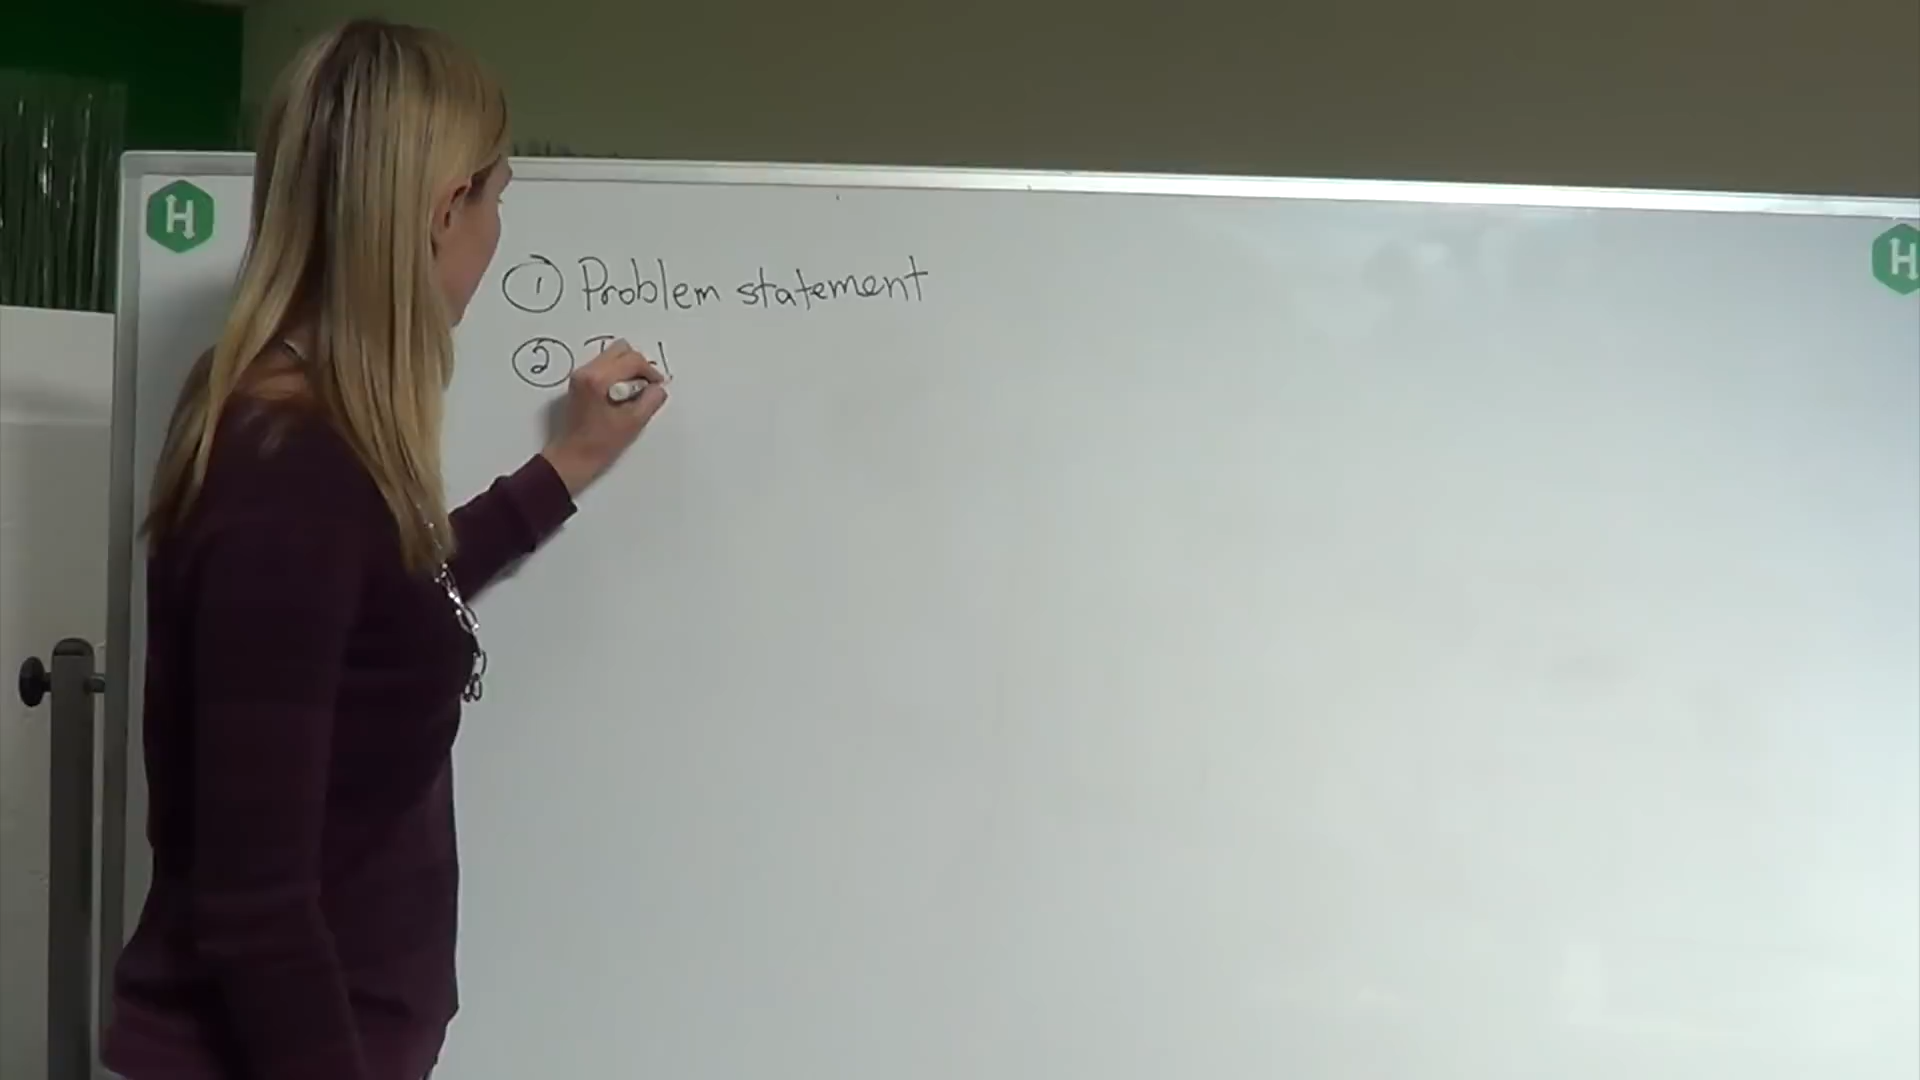 H
H
① Problem statement
②